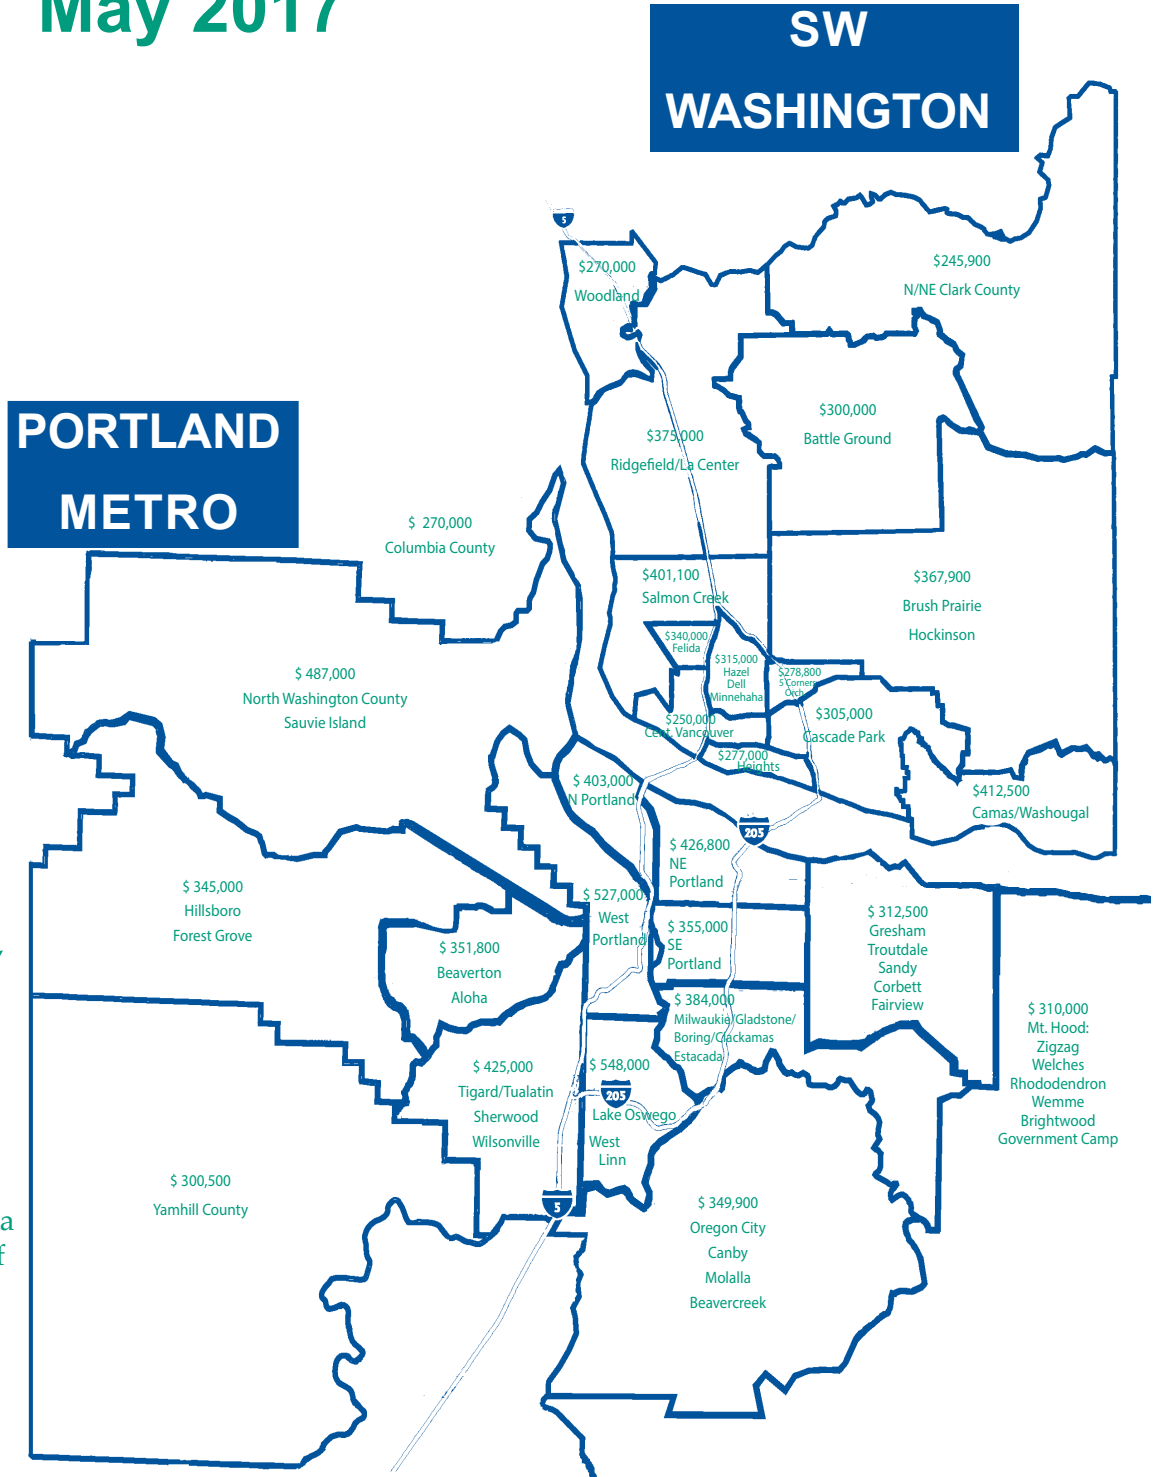 May 2017
SW
WASHINGTON
5
$270,000
Woodland
$245,900
N/NE Clark County
$300,000
Battle Ground
$375,000
Ridgefield/La Center
PORTLAND
METRO
$ 270,000
Columbia County
$401,100
Salmon Creek
$367,900
Brush Prairie
Hockinson
$340,000
Felida
$315,000
Hazel
Dell
Minnehaha
$278,800
5 Corners
Orch.
$ 487,000
North Washington County
Sauvie Island
$250,000
Cent. Vancouver
$305,000
Cascade Park
$277,000
Heights
$412,500
Camas/Washougal
$ 403,000
N Portland
205
$ 426,800
NE
Portland
$ 345,000
Hillsboro
Forest Grove
$ 527,000
West
Portland
$ 355,000
SE
Portland
$ 312,500
Gresham
Troutdale
Sandy
Corbett
Fairview
$ 351,800
Beaverton
Aloha
$ 384,000
Milwaukie/Gladstone/
Boring/Clackamas
Estacada
$ 310,000
Mt. Hood:
Zigzag
Welches
Rhododendron
Wemme
Brightwood
Government Camp
$ 425,000
Tigard/Tualatin
Sherwood
Wilsonville
$ 548,000
205
Lake Oswego
West
Linn
$ 300,500
Yamhill County
5
$ 349,900
Oregon City
Canby
Molalla
Beavercreek
a
f